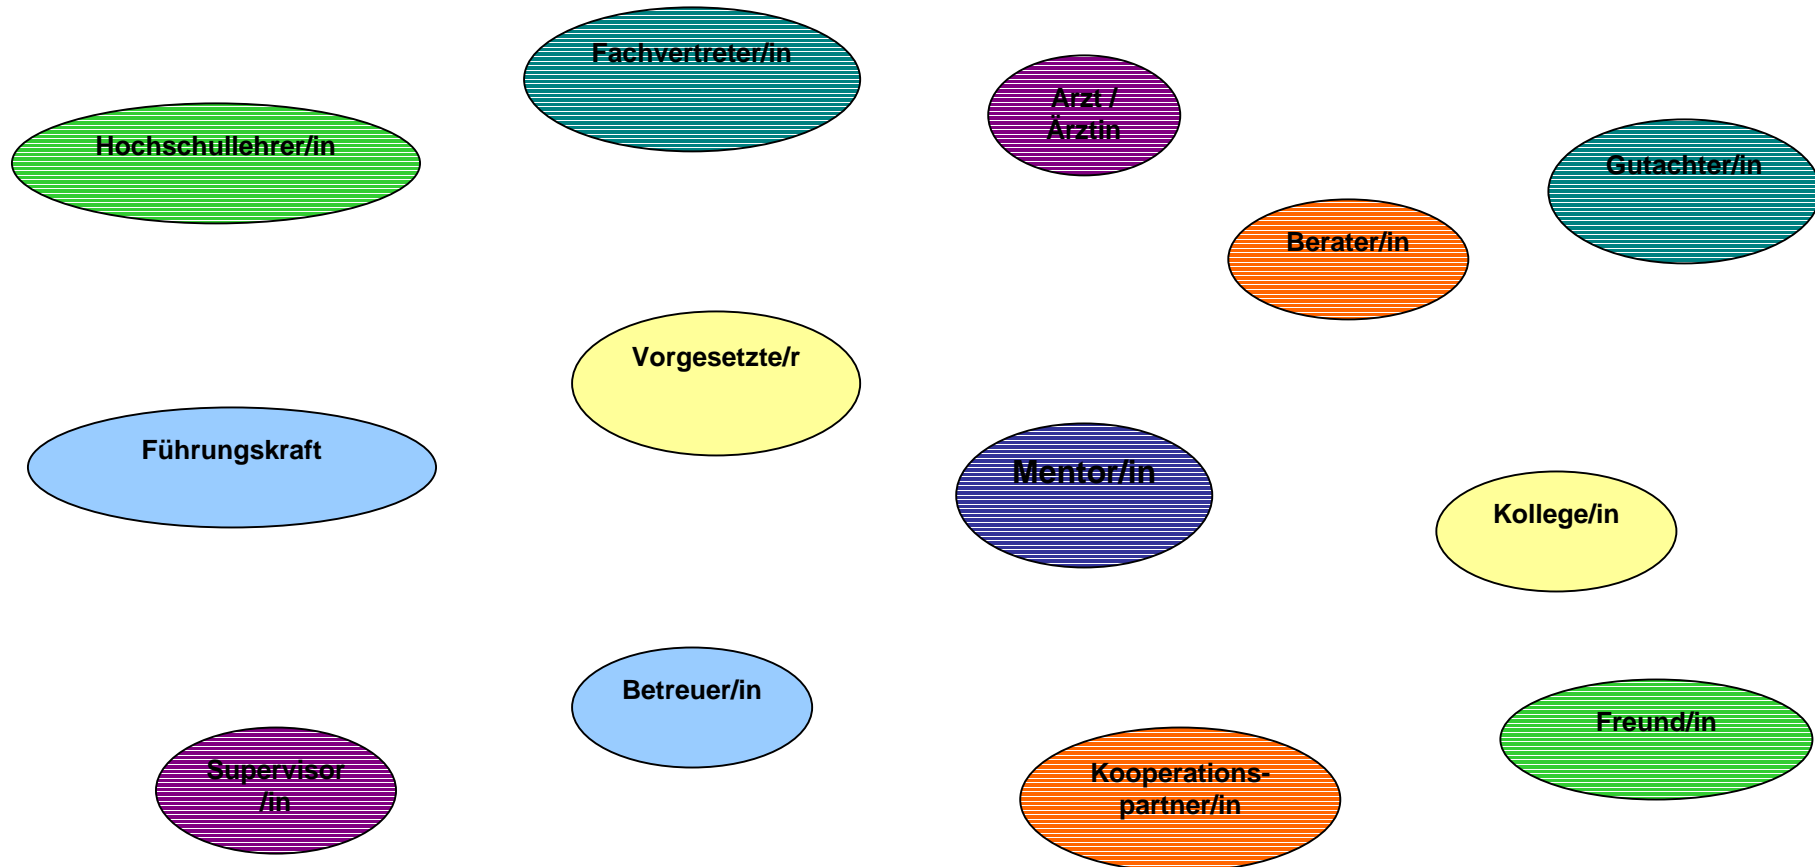 Fachvertreter/in
Arzt /
Ärztin
Hochschullehrer/in
Gutachter/in
Berater/in
Vorgesetzte/r
Führungskraft
Mentor/in
Kollege/in
Betreuer/in
Freund/in
Supervisor
/in
Kooperations-
partner/in